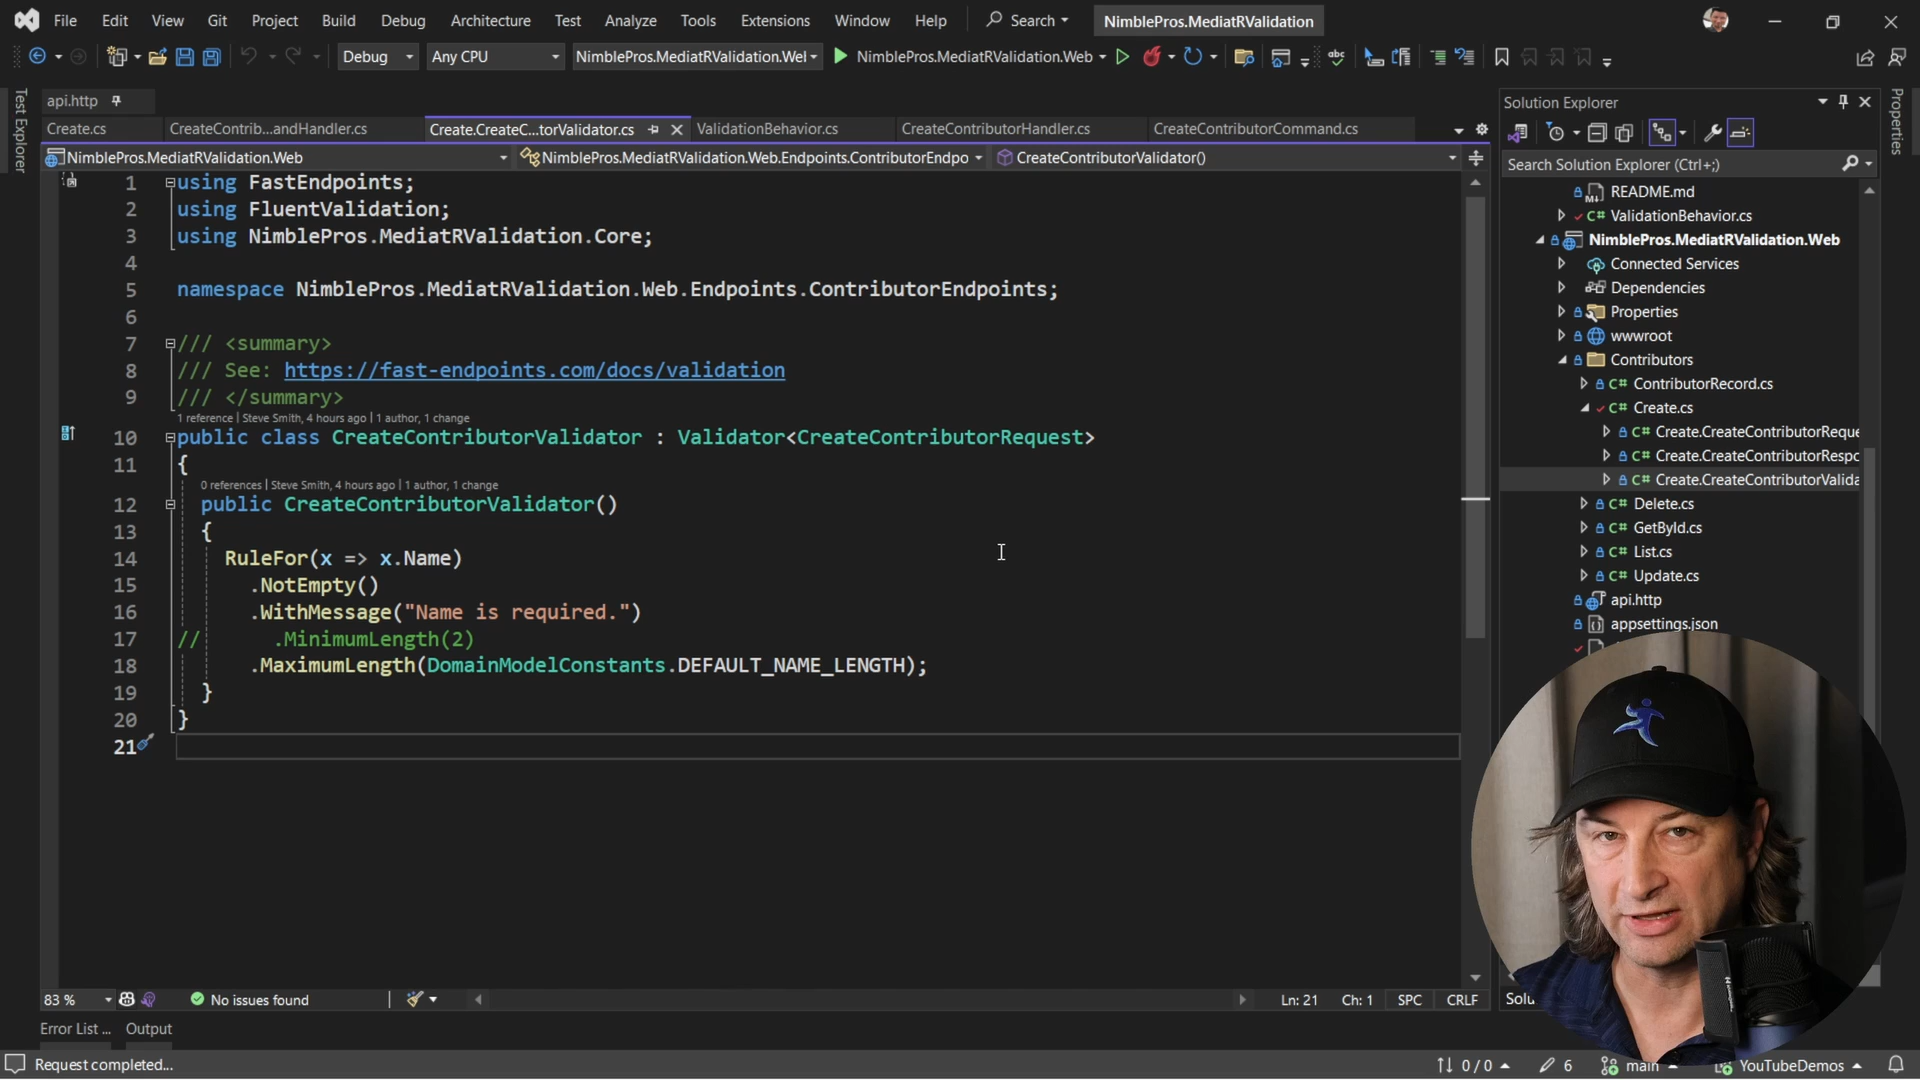 File Edit View Git Project Build Debug Architecture Test Analyze Tools Extensions Window Help Search NimblePros.MediatRValidation
Debug Any CPU NimblePros.MediatRValidation.Wel NimblePros.MediatRValidation.Web
Test Explorer
api.http
Create.cs CreateContrib...andHandler.cs Create.CreateC...torValidator.cs ValidationBehavior.cs CreateContributorHandler.cs CreateContributorCommand.cs
NimblePros.MediatRValidation.Web NimblePros.MediatRValidation.Web.Endpoints.ContributorEndpo CreateContributorValidator()
1 using FastEndpoints;
2 using FluentValidation;
3 using NimblePros.MediatRValidation.Core;
4
5 namespace NimblePros.MediatRValidation.Web.Endpoints.ContributorEndpoints;
6
7 /// <summary>
8 /// See: https://fast-endpoints.com/docs/validation
9 /// </summary>
1 reference | Steve Smith, 4 hours ago | 1 author, 1 change
10 public class CreateContributorValidator : Validator<CreateContributorRequest>
11 {
0 references | Steve Smith, 4 hours ago | 1 author, 1 change
12 public CreateContributorValidator()
13 {
14 RuleFor(x => x.Name)
15 .NotEmpty()
16 .WithMessage("Name is required.")
17 // .MinimumLength(2)
18 .MaximumLength(DomainModelConstants.DEFAULT_NAME_LENGTH);
19 }
20 }
21
83 % No issues found Ln: 21 Ch: 1 SPC CRLF
Error List ... Output
Request completed... 0 / 0 6 main YouTubeDemos
Solution Explorer
Search Solution Explorer (Ctrl+;)
README.md
C# ValidationBehavior.cs
NimblePros.MediatRValidation.Web
Connected Services
Dependencies
Properties
wwwroot
Contributors
C# ContributorRecord.cs
C# Create.cs
C# Create.CreateContributorReque
C# Create.CreateContributorRespo
C# Create.CreateContributorValida
C# Delete.cs
C# GetById.cs
C# List.cs
C# Update.cs
api.http
appsettings.json
Solu
Properties